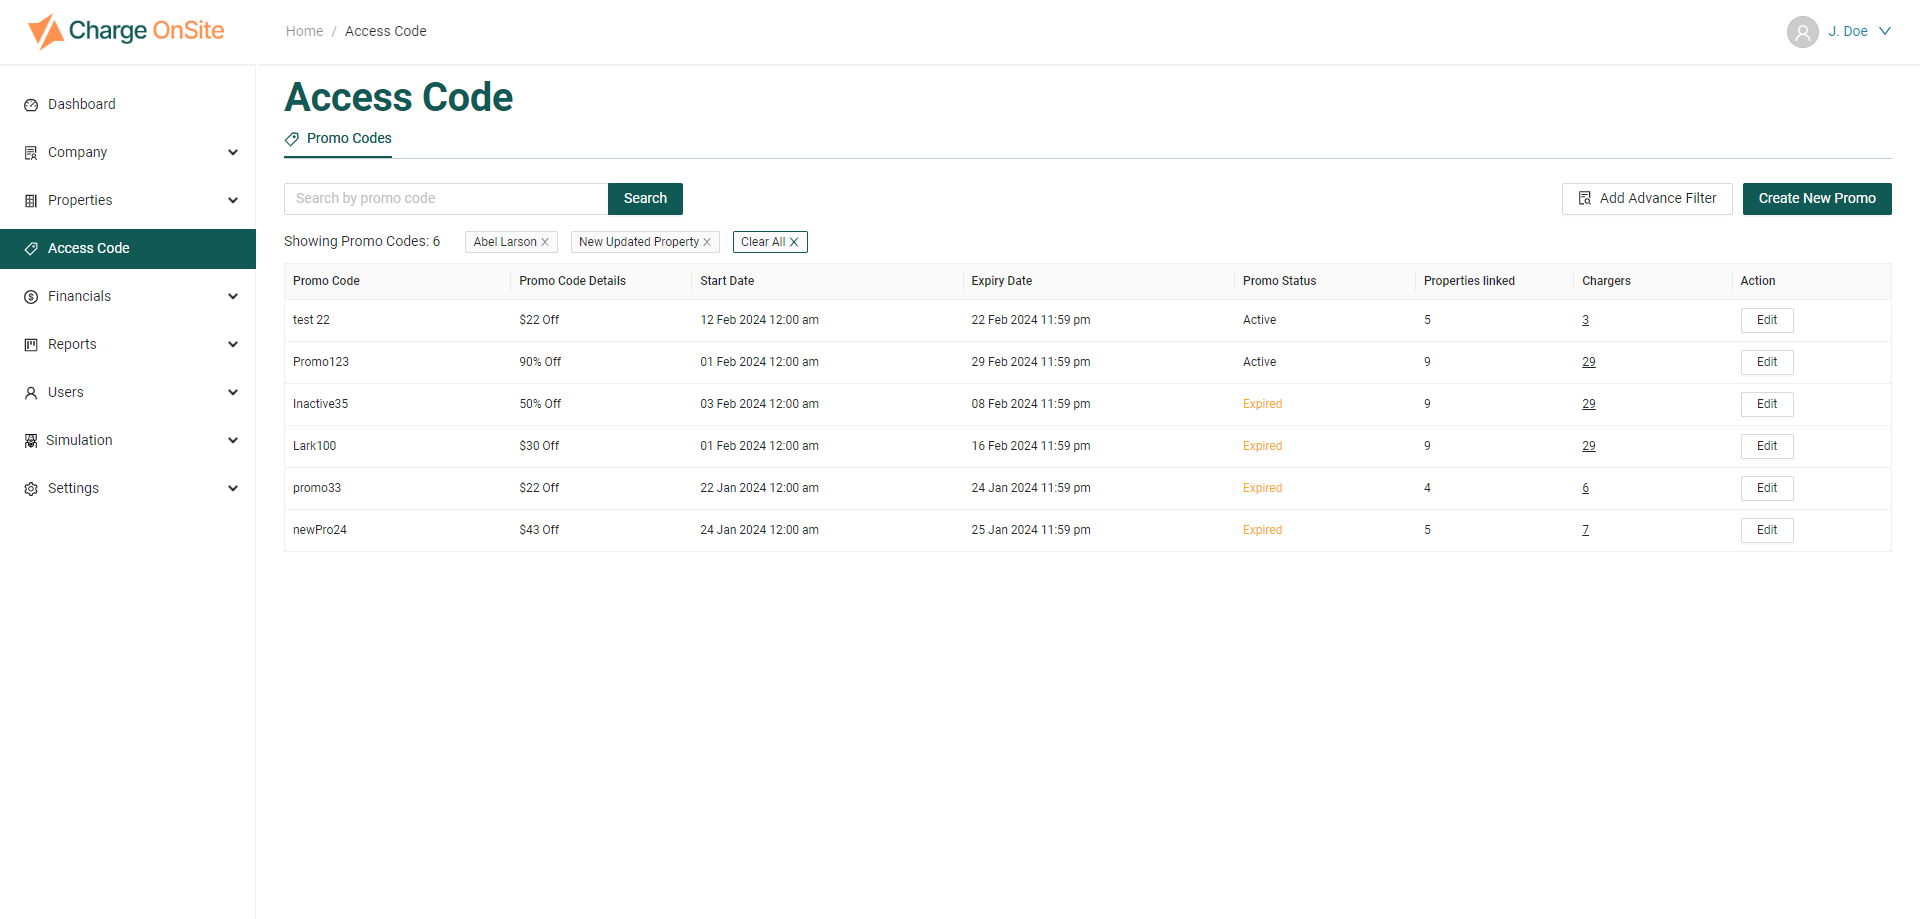 Charge OnSite
Home / Access Code
J. Doe
Dashboard
Company
Properties
Access Code
Financials
Reports
Users
Simulation
Settings
Access Code
Promo Codes
Search by promo code Search
Add Advance Filter Create New Promo
Showing Promo Codes: 6 Abel Larson New Updated Property Clear All
Promo Code Promo Code Details Start Date Expiry Date Promo Status Properties linked Chargers Action
test 22 $22 Off 12 Feb 2024 12:00 am 22 Feb 2024 11:59 pm Active 5 3 Edit
Promo123 90% Off 01 Feb 2024 12:00 am 29 Feb 2024 11:59 pm Active 9 29 Edit
Inactive35 50% Off 03 Feb 2024 12:00 am 08 Feb 2024 11:59 pm Expired 9 29 Edit
Lark100 $30 Off 01 Feb 2024 12:00 am 16 Feb 2024 11:59 pm Expired 9 29 Edit
promo33 $22 Off 22 Jan 2024 12:00 am 24 Jan 2024 11:59 pm Expired 4 6 Edit
newPro24 $43 Off 24 Jan 2024 12:00 am 25 Jan 2024 11:59 pm Expired 5 7 Edit